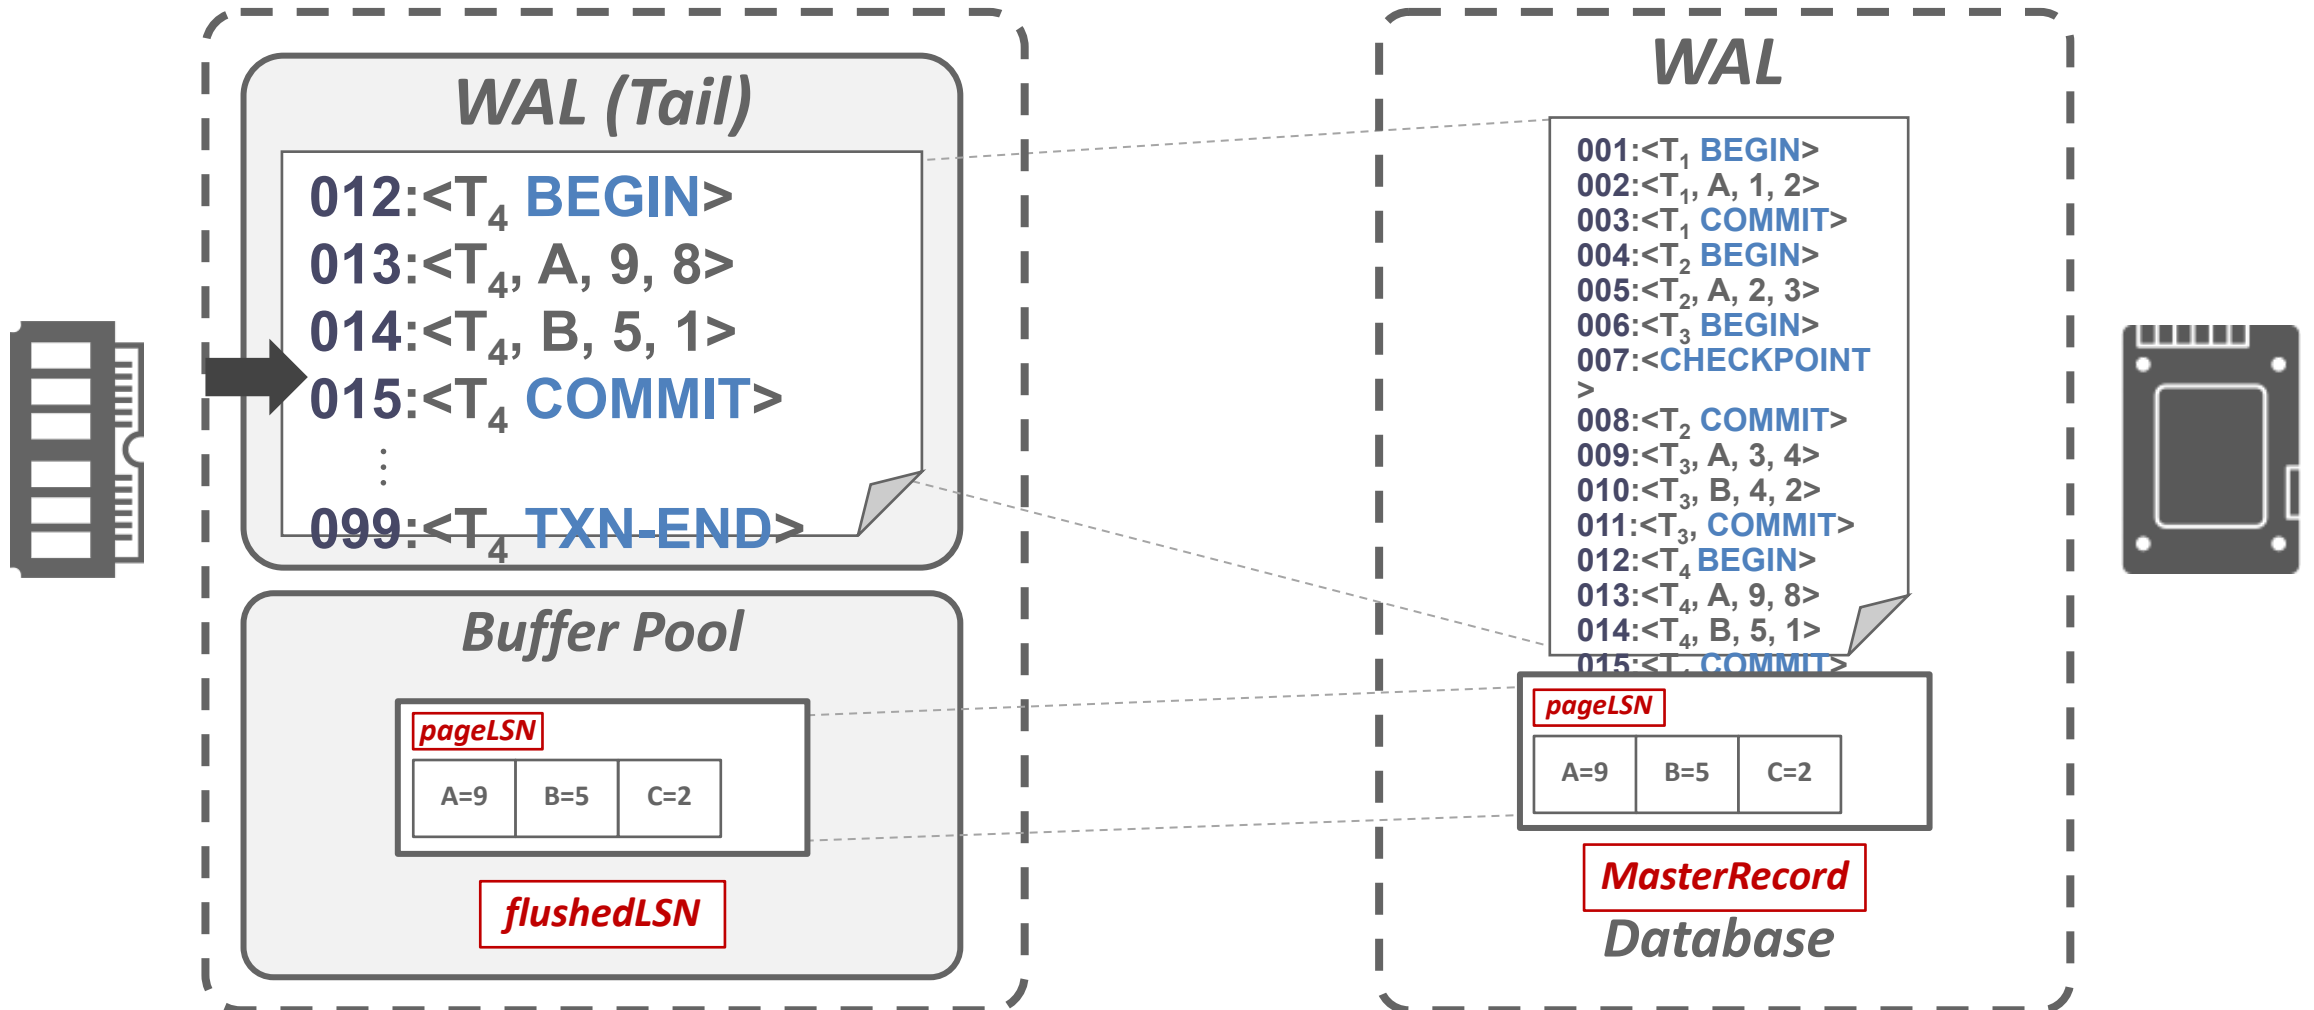 WAL (Tail)
012:<T4 BEGIN>
013:<T4, A, 9, 8>
014:<T4, B, 5, 1>
015:<T4 COMMIT>
⋮
099:<T4 TXN-END>
Buffer Pool
pageLSN
A=9 B=5 C=2
flushedLSN
WAL
001:<T1 BEGIN>
002:<T1, A, 1, 2>
003:<T1 COMMIT>
004:<T2 BEGIN>
005:<T2, A, 2, 3>
006:<T3 BEGIN>
007:<CHECKPOINT
>
008:<T2 COMMIT>
009:<T3, A, 3, 4>
010:<T3, B, 4, 2>
011:<T3, COMMIT>
012:<T4 BEGIN>
013:<T4, A, 9, 8>
014:<T4, B, 5, 1>
015:<T4 COMMIT>
pageLSN
A=9 B=5 C=2
MasterRecord
Database